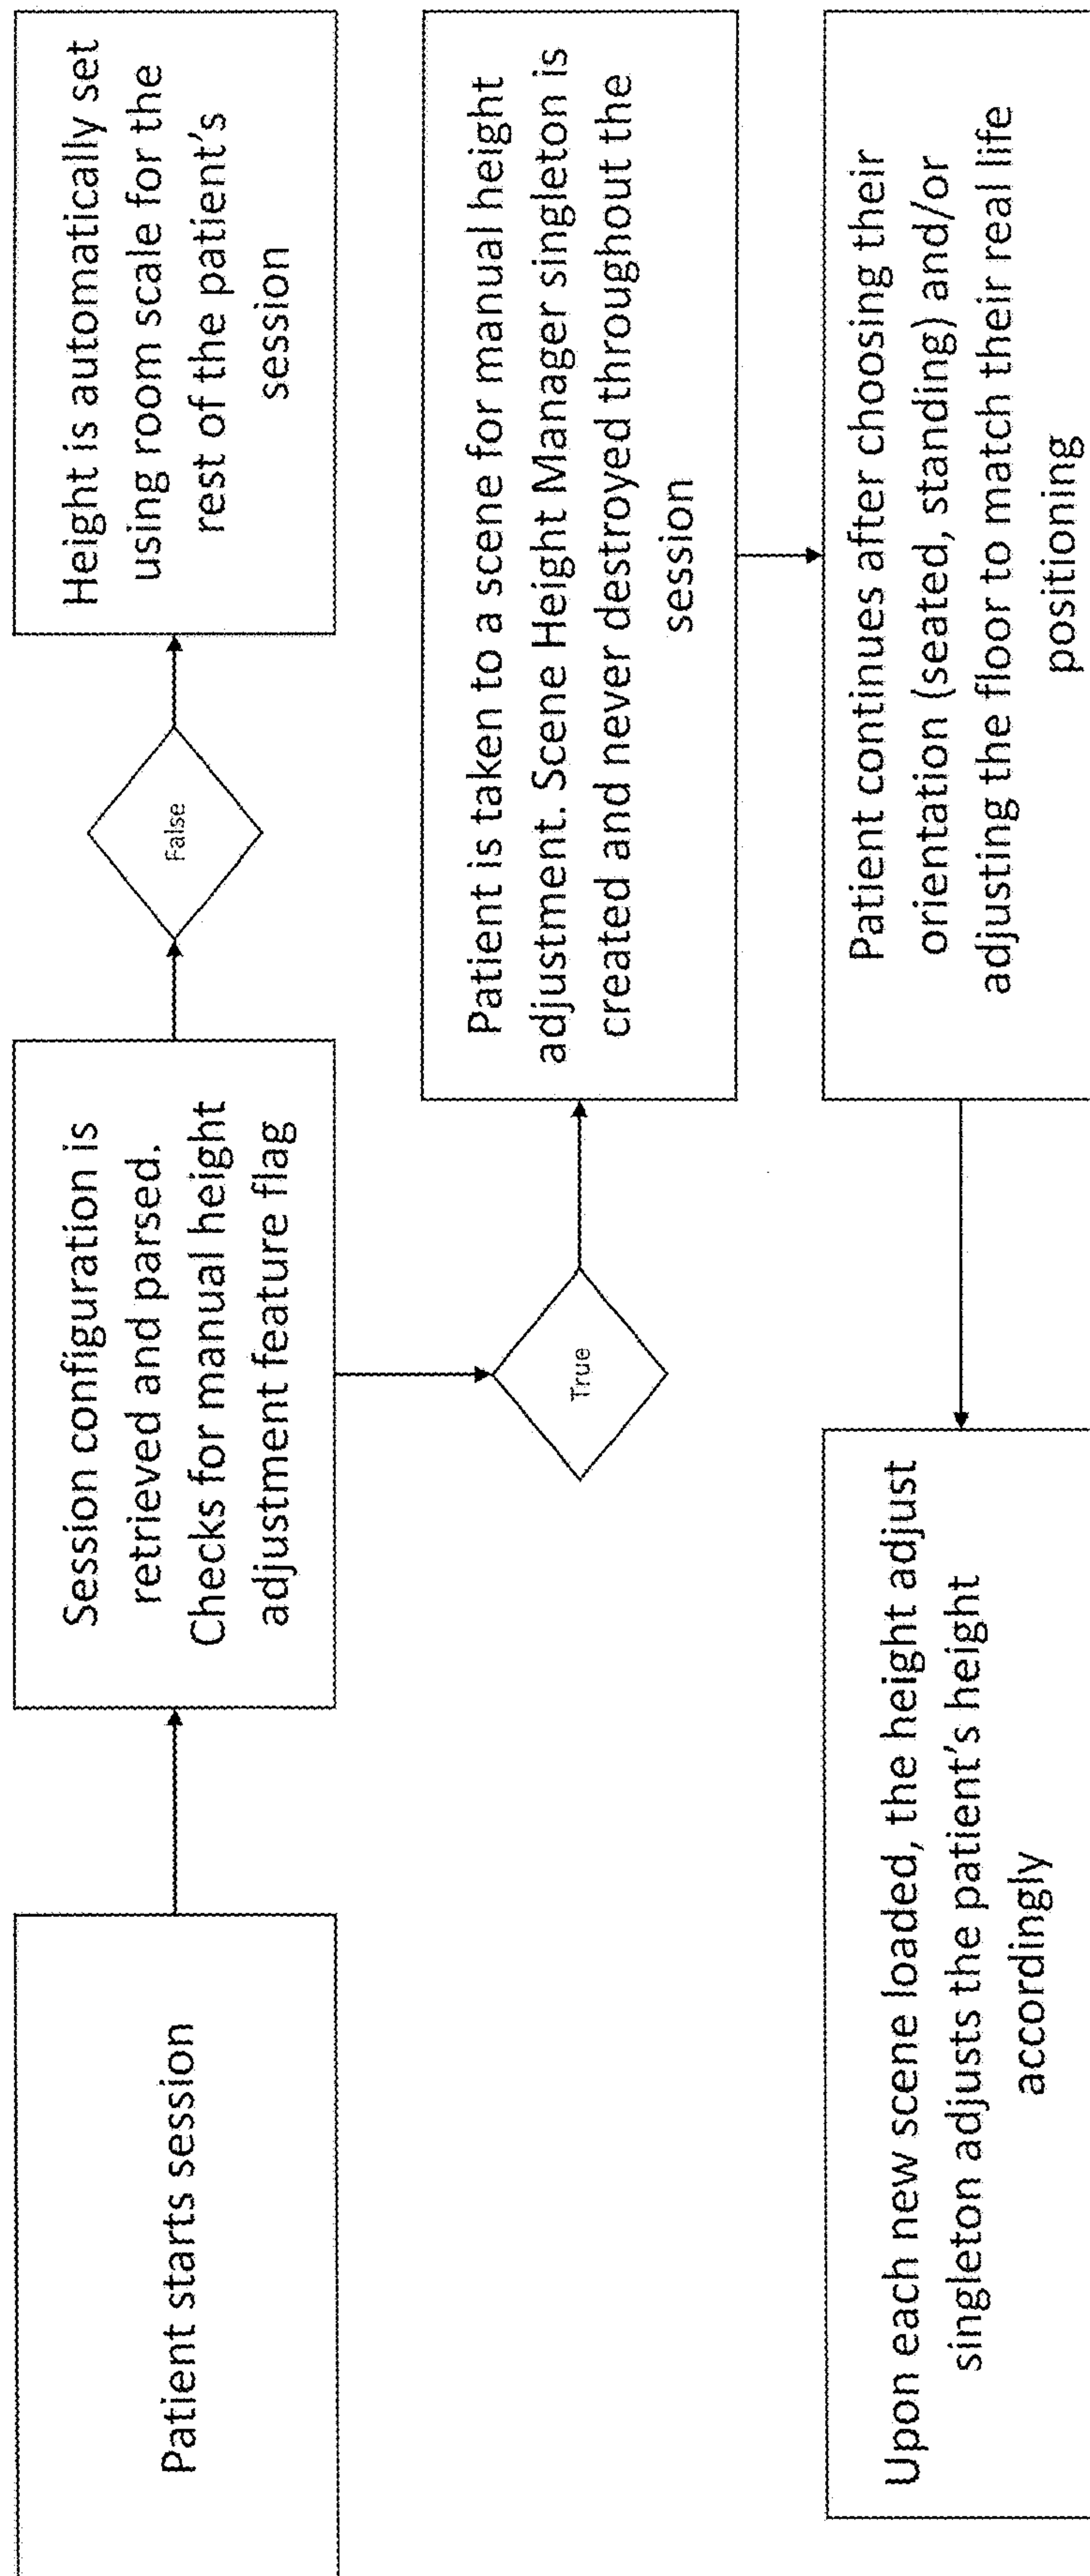 Patient starts session
Session configuration is
retrieved and parsed.
Checks for manual height
adjustment feature flag
False
Height is automatically set
using room scale for the
rest of the patient's
session
True
Patient is taken to a scene for manual height
adjustment. Scene Height Manager singleton is
created and never destroyed throughout the
session
Patient continues after choosing their
orientation (seated, standing) and/or
adjusting the floor to match their real life
positioning
Upon each new scene loaded, the height adjust
singleton adjusts the patient's height
accordingly